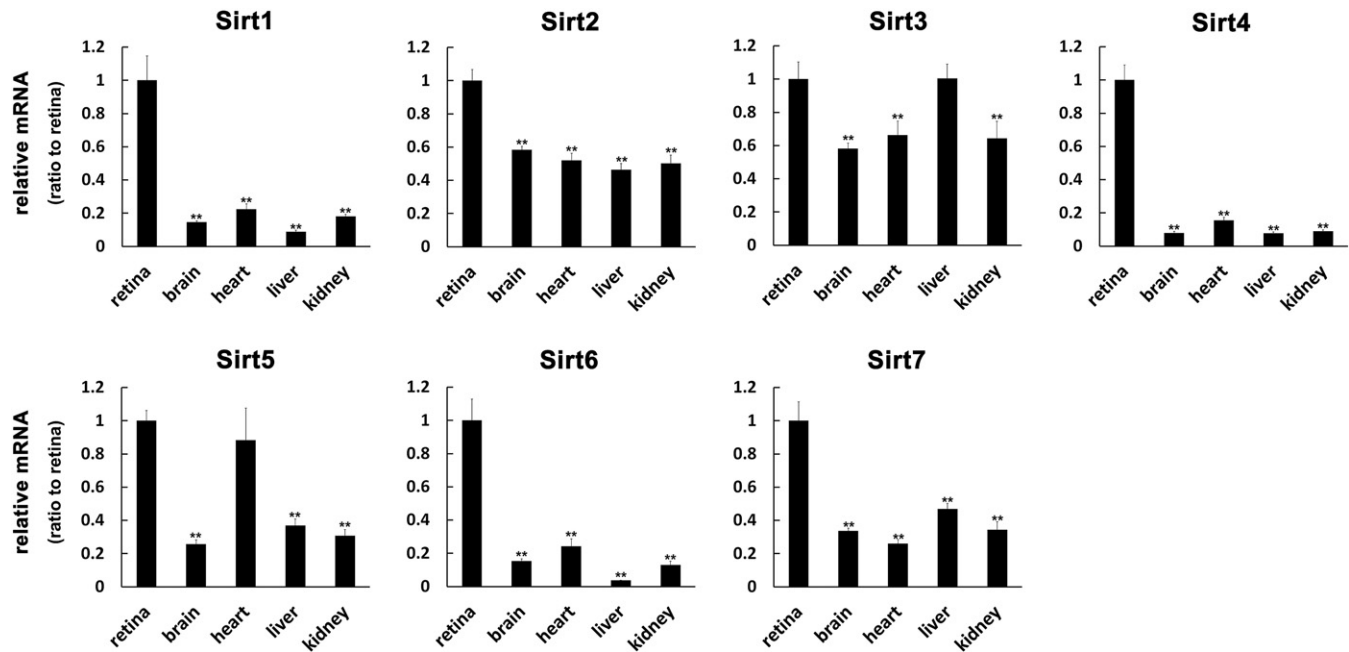 Sirt1
relative mRNA
(ratio to retina)
1.2
1
0.8
0.6
0.4
0.2
0
**
**
**
**
retina
brain
heart
liver
kidney
Sirt2
1.2
1
0.8
0.6
0.4
0.2
0
**
**
**
**
retina
brain
heart
liver
kidney
Sirt3
1.2
1
0.8
0.6
0.4
0.2
0
**
**
**
retina
brain
heart
liver
kidney
Sirt4
1.2
1
0.8
0.6
0.4
0.2
0
**
**
**
**
retina
brain
heart
liver
kidney
Sirt5
relative mRNA
(ratio to retina)
1.2
1
0.8
0.6
0.4
0.2
0
**
**
**
retina
brain
heart
liver
kidney
Sirt6
1.2
1
0.8
0.6
0.4
0.2
0
**
**
**
**
retina
brain
heart
liver
kidney
Sirt7
1.2
1
0.8
0.6
0.4
0.2
0
**
**
**
**
retina
brain
heart
liver
kidney